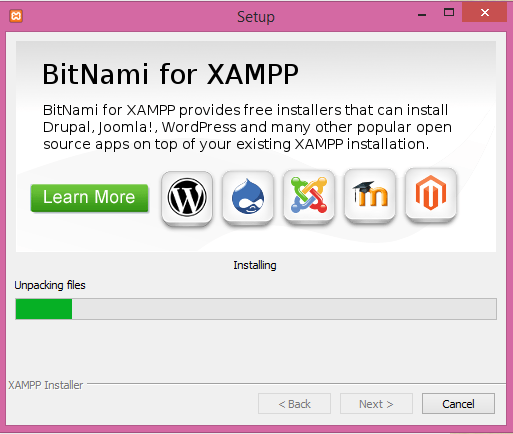 Setup
BitNami for XAMPP
BitNami for XAMPP provides free installers that can install
Drupal, Joomla!, WordPress and many other popular open
source apps on top of your existing XAMPP installation.
Learn More
Installing
Unpacking files
XAMPP Installer
< Back
Next >
Cancel